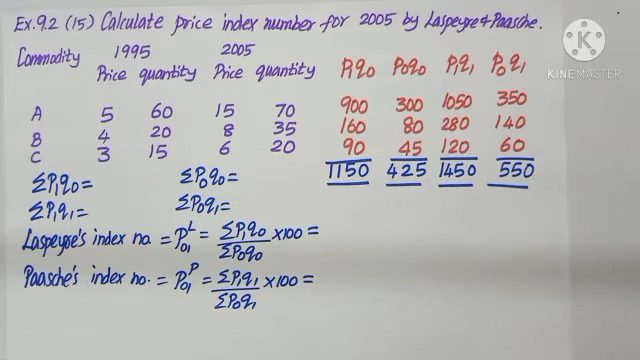 Ex.9.2 (15) Calculate price index number for 2005 by Laspeyre & Paasche.
Commodity 1995 2005 P₁q₀ P₀q₀ P₁q₁ P₀q₁
Price quantity Price quantity
A 5 60 15 70 900 300 1050 350
B 4 20 8 35 160 80 280 140
C 3 15 6 20 90 45 120 60
1150 425 1450 550
ΣP₁q₀= ΣP₀q₀=
ΣP₁q₁= ΣP₀q₁=
Laspeyre's index no. = P₀₁ᴸ = ΣP₁q₀/ΣP₀q₀ ×100 =
Paasche's index no. = P₀₁ᴾ = ΣP₁q₁/ΣP₀q₁ ×100 =
K
KINEMASTER